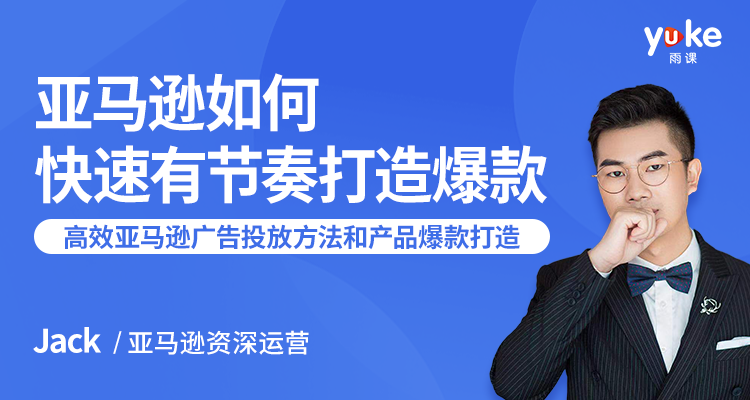 yuke
雨课
亚马逊如何
快速有节奏打造爆款
高效亚马逊广告投放方法和产品爆款打造
Jack / 亚马逊资深运营